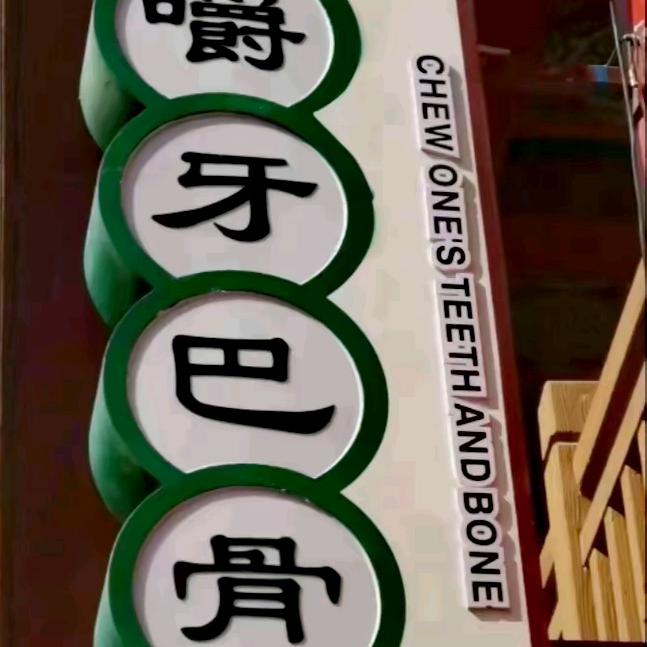 嚼牙巴骨
CHEW ONE'S TEETH AND BONE